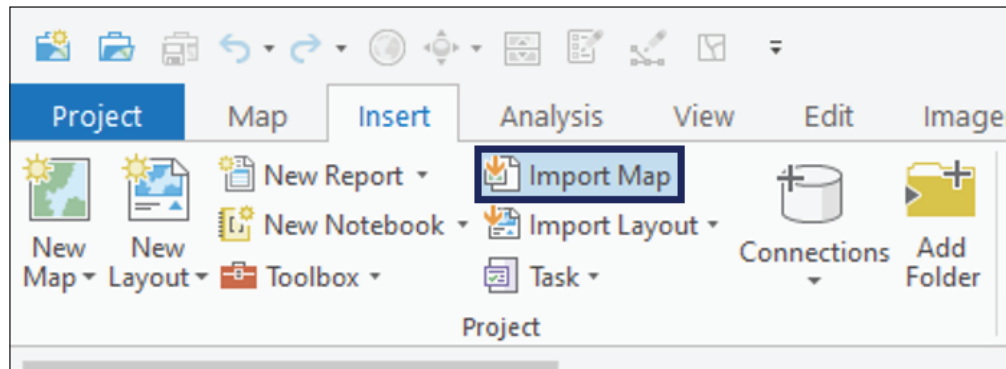 Project Map Insert Analysis View Edit Image
New Map
New Layout
New Report
New Notebook
Toolbox
Import Map
Import Layout
Task
Connections
Add Folder
Project